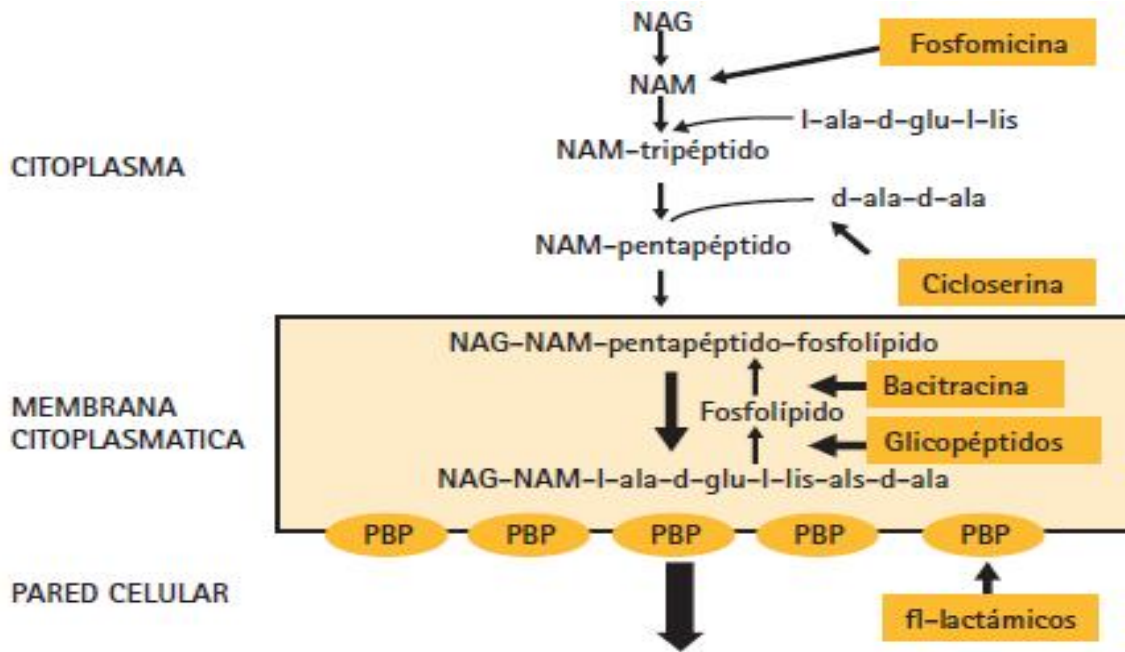 NAG
Fosfomicina
NAM
l-ala-d-glu-l-lis
CITOPLASMA
NAM-tripéptido
d-ala-d-ala
NAM-pentapéptido
Cicloserina
NAG-NAM-pentapéptido-fosfolípido
Bacitracina
MEMBRANA
CITOPLASMATICA
Fosfolípido
Glicopéptidos
NAG-NAM-l-ala-d-glu-l-lis-als-d-ala
PBP PBP PBP PBP PBP
PARED CELULAR
fl-lactámicos